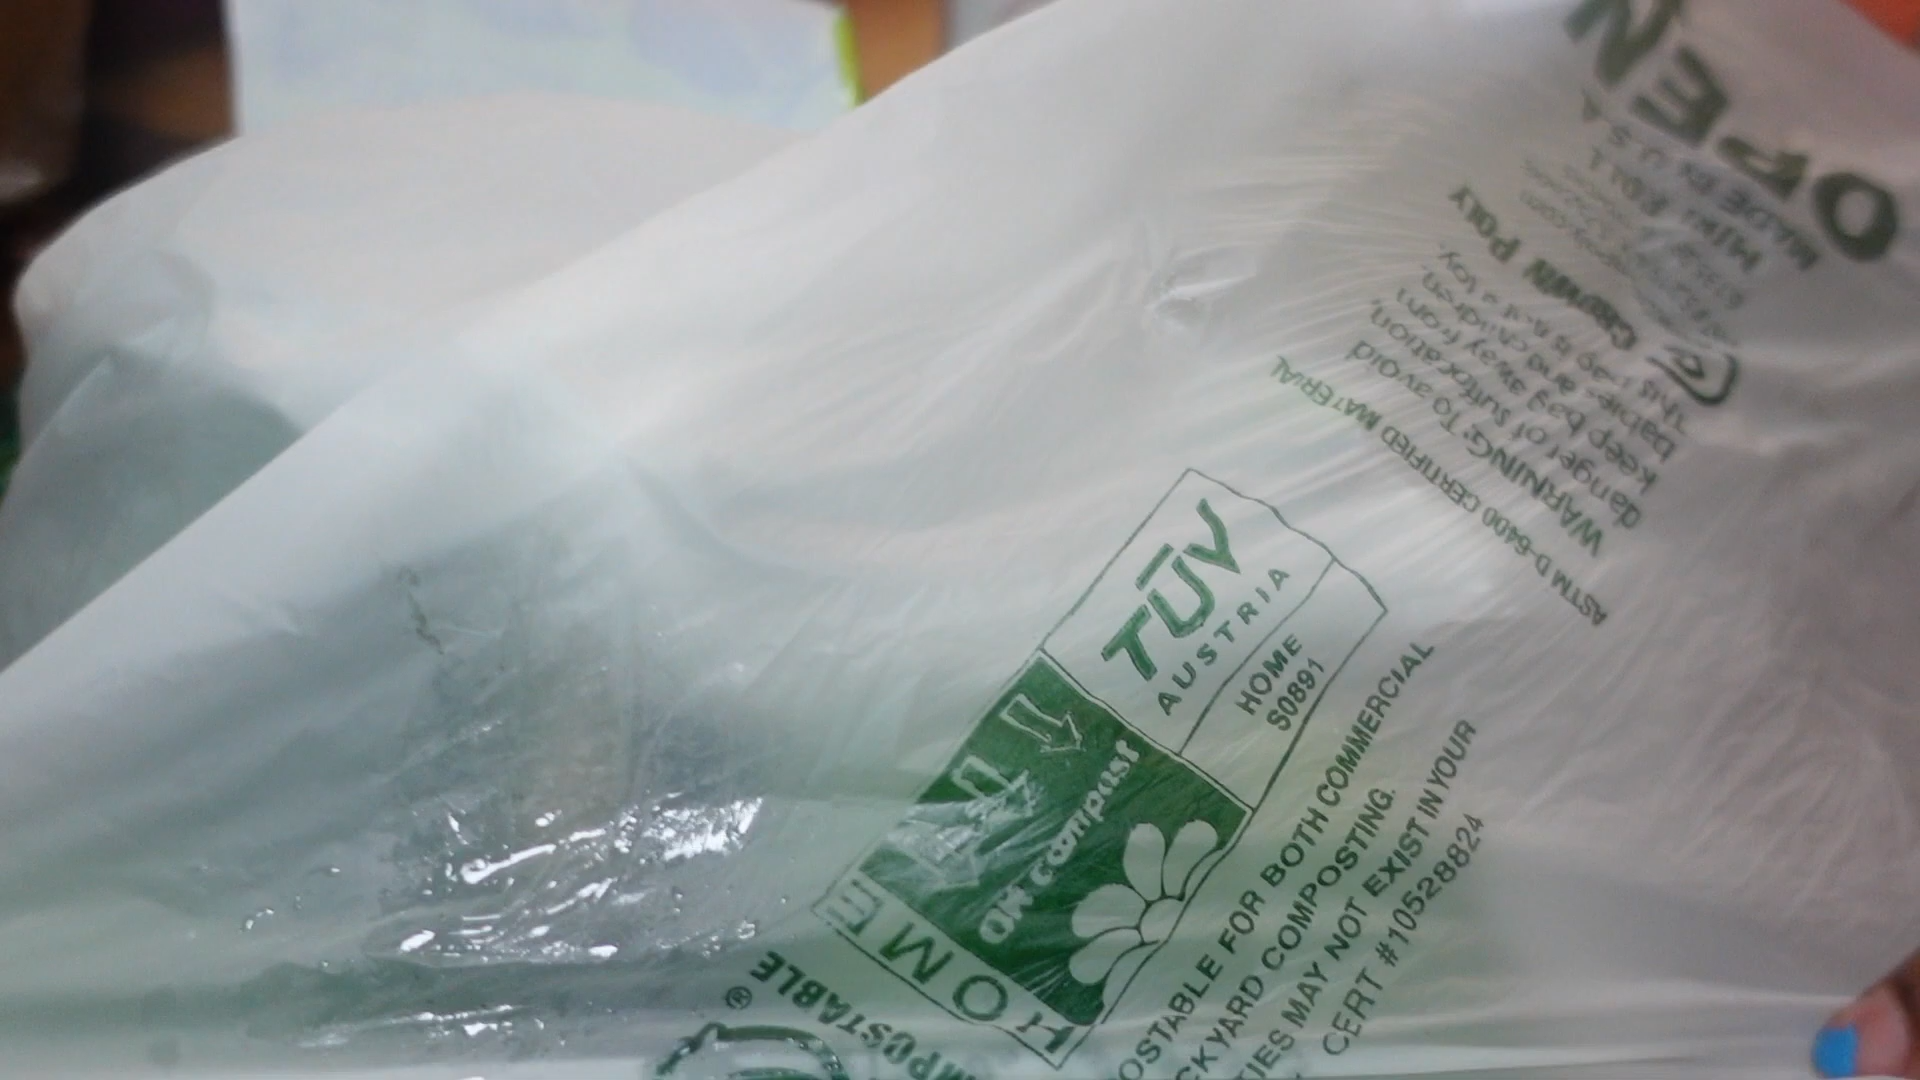 OPEN
MADE IN U.S.A
HIPPO
CROWN POLY
WARNING: To avoid
danger of suffocation,
keep bag away from
babies and children.
This bag is not a toy.
ASTM D-6400 CERTIFIED MATERIAL
TÜV
AUSTRIA
HOME
S0891
OK compost
HOME
COMPOSTABLE
®
OSTABLE FOR BOTH COMMERCIAL
CKYARD COMPOSTING.
TIES MAY NOT EXIST IN YOUR
CERT #10528824